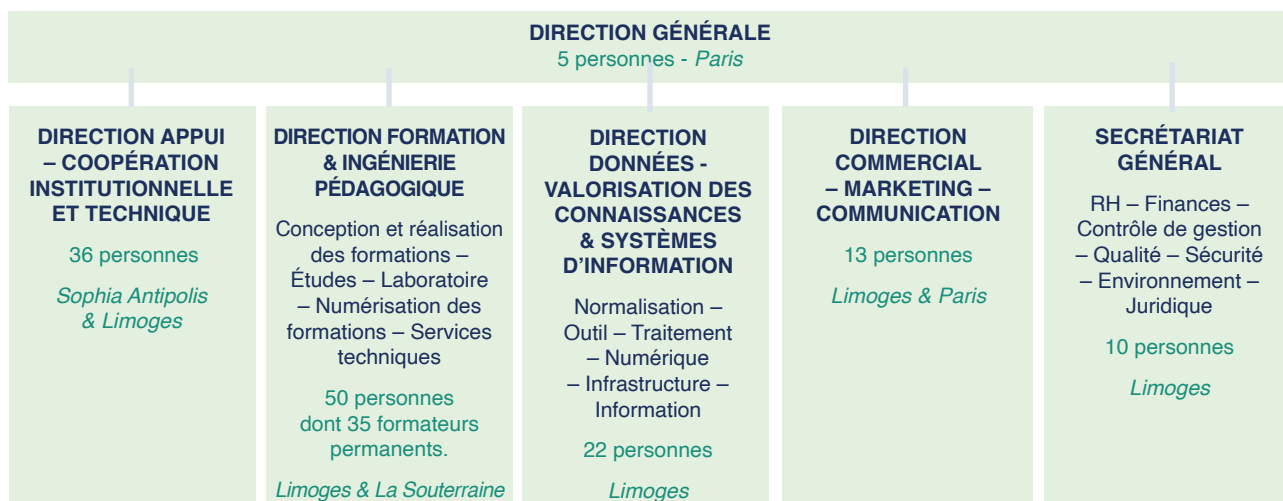 DIRECTION GÉNÉRALE
5 personnes - Paris
DIRECTION APPUI
– COOPÉRATION
INSTITUTIONNELLE
ET TECHNIQUE
36 personnes
Sophia Antipolis
& Limoges
DIRECTION FORMATION
& INGÉNIERIE
PÉDAGOGIQUE
Conception et réalisation
des formations –
Études – Laboratoire
– Numérisation des
formations – Services
techniques
50 personnes
dont 35 formateurs
permanents.
Limoges & La Souterraine
DIRECTION
DONNÉES -
VALORISATION DES
CONNAISSANCES
& SYSTÈMES
D’INFORMATION
Normalisation –
Outil – Traitement
– Numérique
– Infrastructure –
Information
22 personnes
Limoges
DIRECTION
COMMERCIAL
– MARKETING –
COMMUNICATION
13 personnes
Limoges & Paris
SECRÉTARIAT
GÉNÉRAL
RH – Finances –
Contrôle de gestion
– Qualité – Sécurité
– Environnement –
Juridique
10 personnes
Limoges